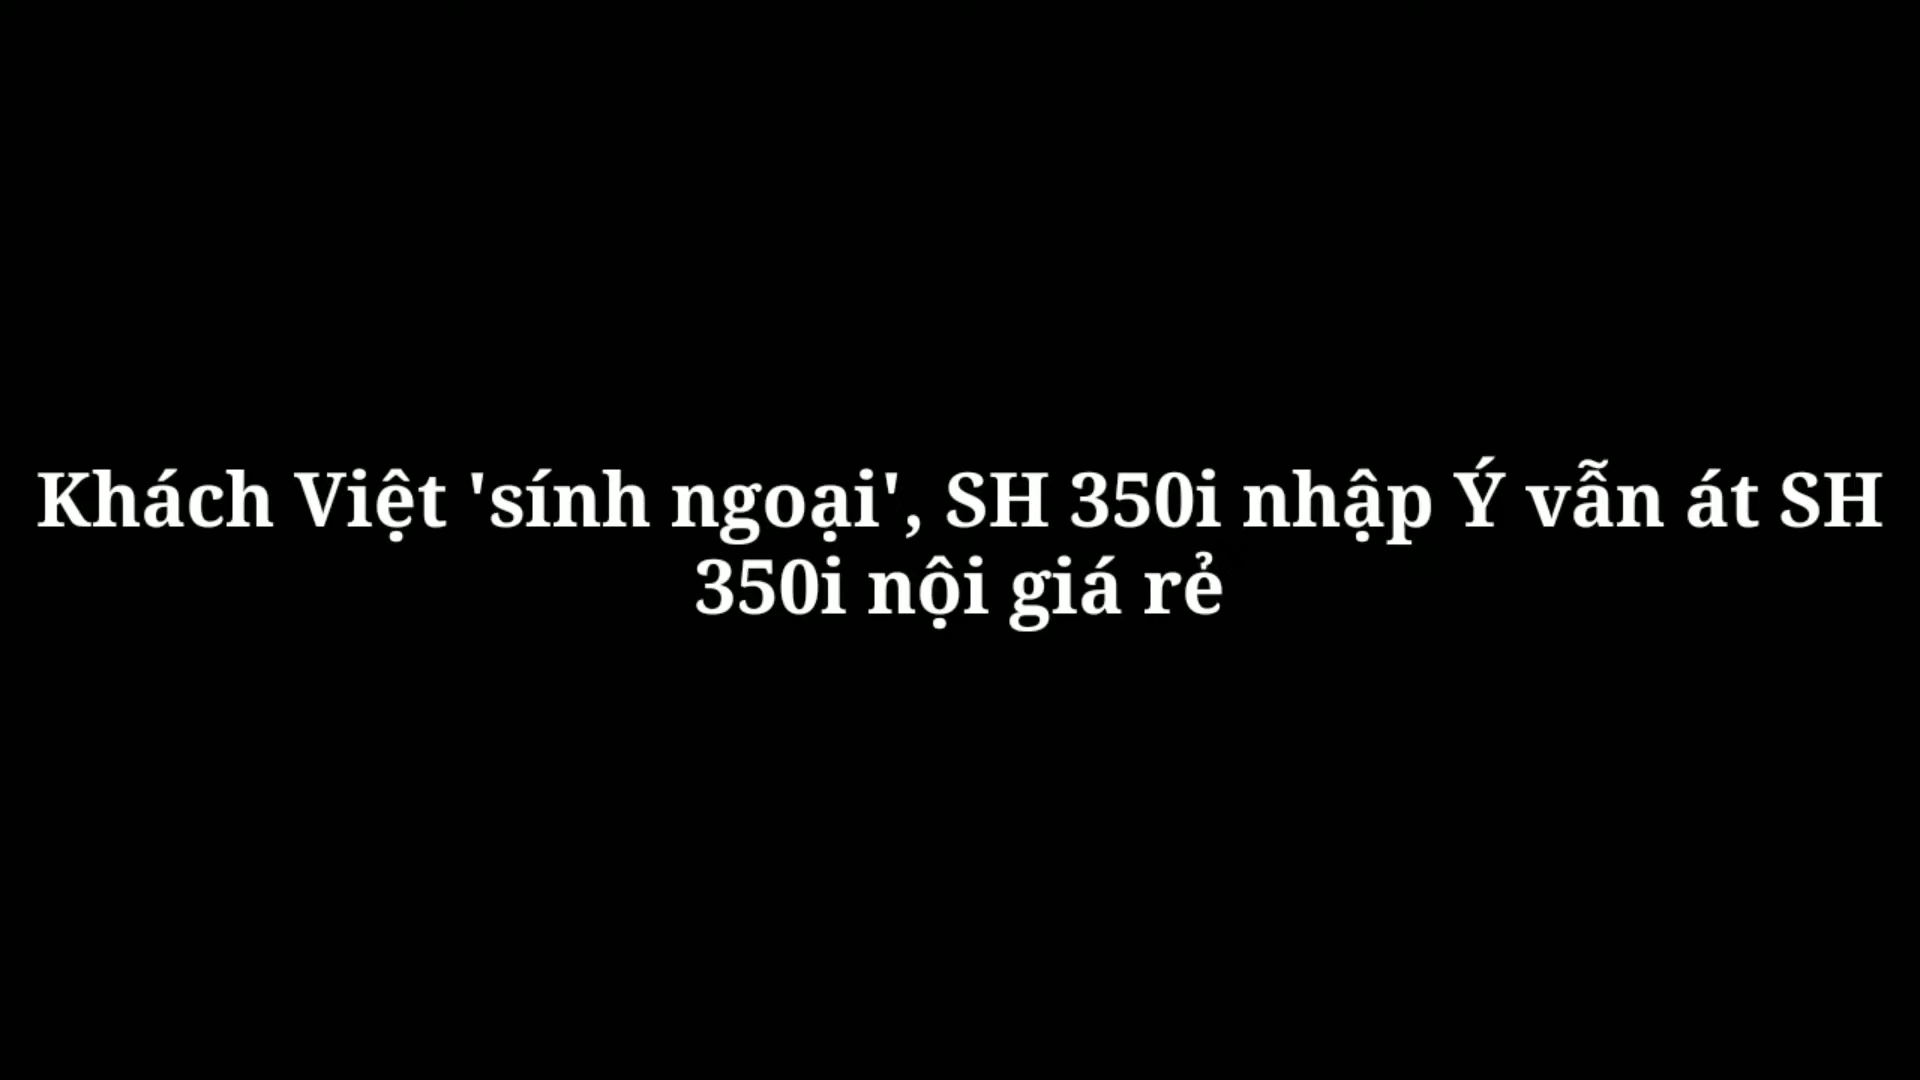 Khách Việt 'sính ngoại', SH 350i nhập Ý vẫn át SH
350i nội giá rẻ